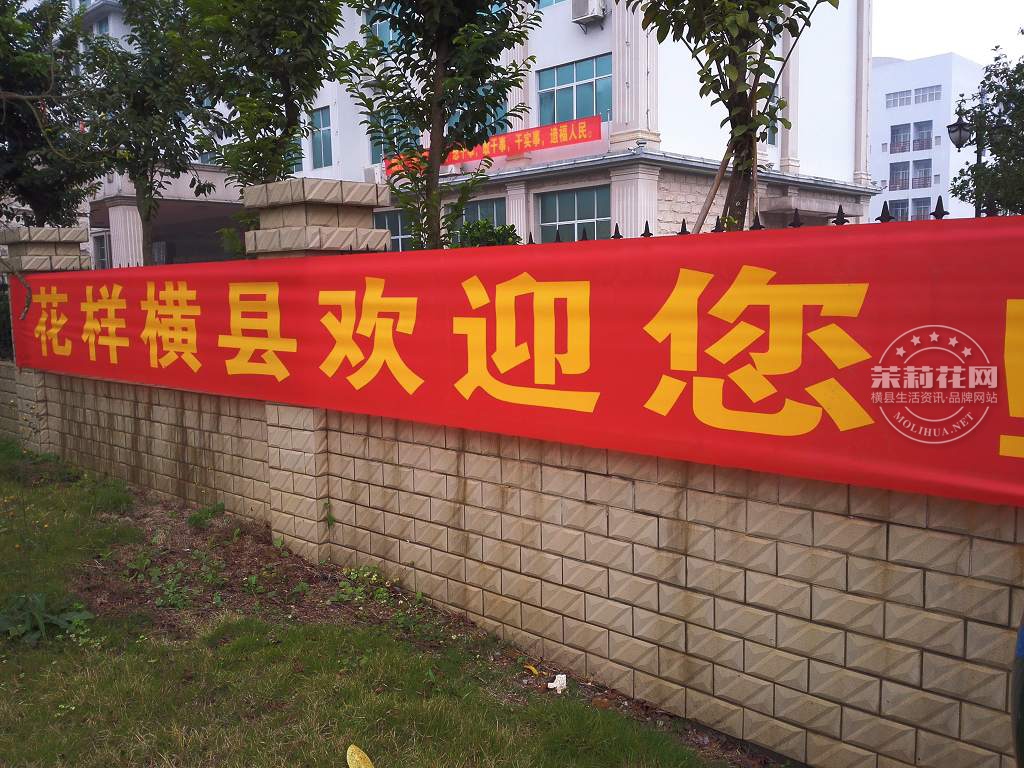 敢干事,干实事,造福人民。
花样横县欢迎您!
茉莉花网
横县生活资讯·品牌网站
MOLIHUA.NET